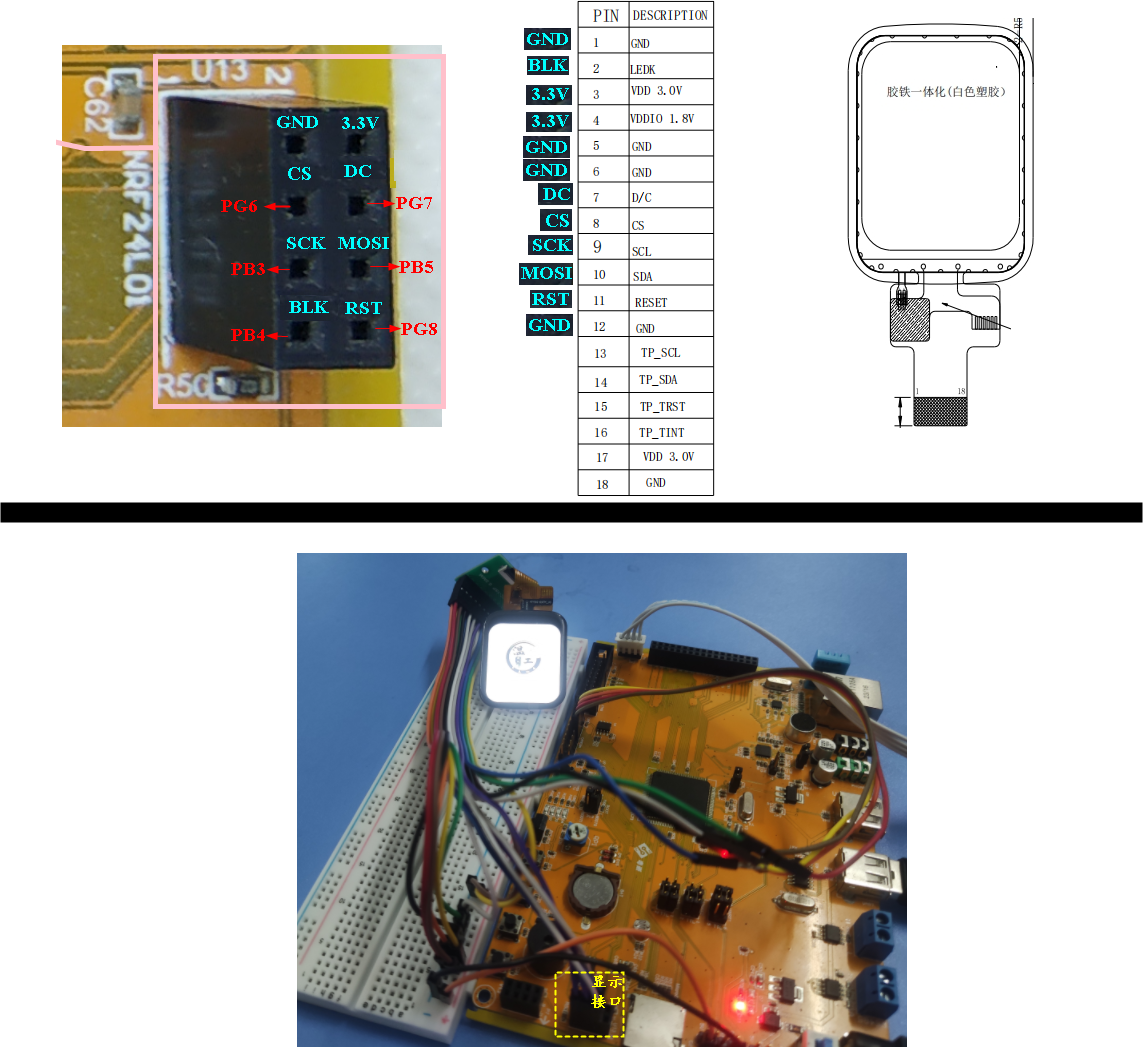 U13
1
2
C62
NRF24L01
GND 3.3V
CS DC
PG6 PG7
SCK MOSI
PB3 PB5
BLK RST
PB4 PG8
PIN DESCRIPTION
GND 1 GND
BLK 2 LEDK
3.3V 3 VDD 3.0V
3.3V 4 VDDIO 1.8V
GND 5 GND
GND 6 GND
DC 7 D/C
CS 8 CS
SCK 9 SCL
MOSI 10 SDA
RST 11 RESET
GND 12 GND
13 TP_SCL
14 TP_SDA
15 TP_TRST
16 TP_TINT
17 VDD 3.0V
18 GND
R5
胶铁一体化(白色塑胶)
1 18
显示
接口